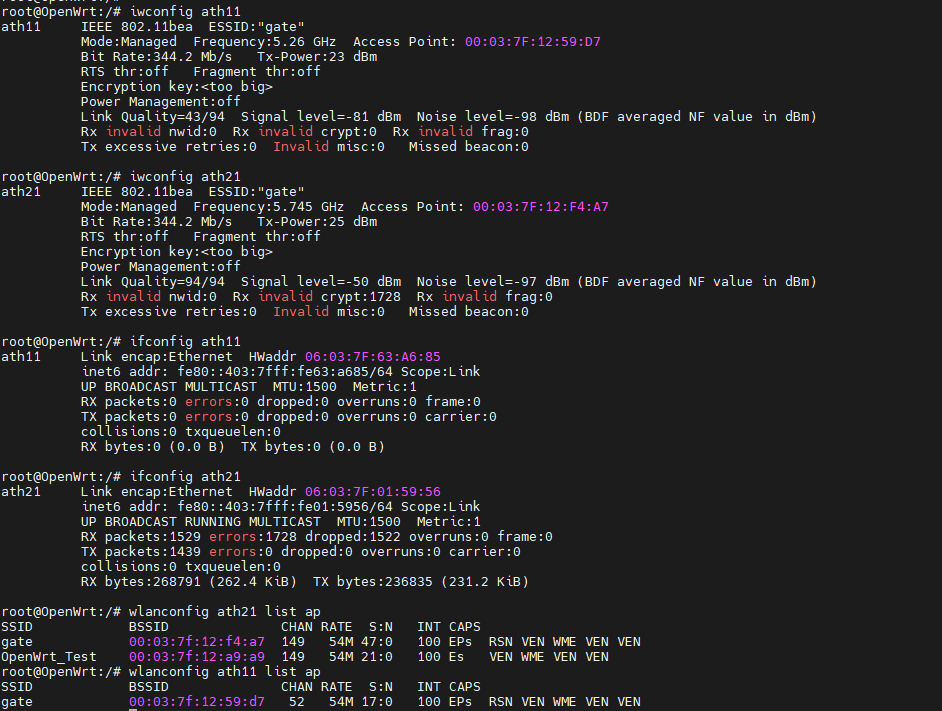 root@OpenWrt:/# iwconfig ath11
ath11     IEEE 802.11bea  ESSID:"gate"
          Mode:Managed  Frequency:5.26 GHz  Access Point: 00:03:7F:12:59:D7
          Bit Rate:344.2 Mb/s   Tx-Power:23 dBm
          RTS thr:off   Fragment thr:off
          Encryption key:<too big>
          Power Management:off
          Link Quality=43/94  Signal level=-81 dBm  Noise level=-98 dBm (BDF averaged NF value in dBm)
          Rx invalid nwid:0  Rx invalid crypt:0  Rx invalid frag:0
          Tx excessive retries:0  Invalid misc:0   Missed beacon:0

root@OpenWrt:/# iwconfig ath21
ath21     IEEE 802.11bea  ESSID:"gate"
          Mode:Managed  Frequency:5.745 GHz  Access Point: 00:03:7F:12:F4:A7
          Bit Rate:344.2 Mb/s   Tx-Power:25 dBm
          RTS thr:off   Fragment thr:off
          Encryption key:<too big>
          Power Management:off
          Link Quality=94/94  Signal level=-50 dBm  Noise level=-97 dBm (BDF averaged NF value in dBm)
          Rx invalid nwid:0  Rx invalid crypt:1728  Rx invalid frag:0
          Tx excessive retries:0  Invalid misc:0   Missed beacon:0

root@OpenWrt:/# ifconfig ath11
ath11     Link encap:Ethernet  HWaddr 06:03:7F:63:A6:85
          inet6 addr: fe80::403:7fff:fe63:a685/64 Scope:Link
          UP BROADCAST MULTICAST  MTU:1500  Metric:1
          RX packets:0 errors:0 dropped:0 overruns:0 frame:0
          TX packets:0 errors:0 dropped:0 overruns:0 carrier:0
          collisions:0 txqueuelen:0
          RX bytes:0 (0.0 B)  TX bytes:0 (0.0 B)

root@OpenWrt:/# ifconfig ath21
ath21     Link encap:Ethernet  HWaddr 06:03:7F:01:59:56
          inet6 addr: fe80::403:7fff:fe01:5956/64 Scope:Link
          UP BROADCAST RUNNING MULTICAST  MTU:1500  Metric:1
          RX packets:1529 errors:1728 dropped:1522 overruns:0 frame:0
          TX packets:1439 errors:0 dropped:0 overruns:0 carrier:0
          collisions:0 txqueuelen:0
          RX bytes:268791 (262.4 KiB)  TX bytes:236835 (231.2 KiB)

root@OpenWrt:/# wlanconfig ath21 list ap
SSID            BSSID              CHAN RATE  S:N   INT CAPS
gate            00:03:7f:12:f4:a7  149   54M 47:0   100 EPs  RSN VEN WME VEN VEN
OpenWrt_Test    00:03:7f:12:a9:a9  149   54M 21:0   100 Es   VEN WME VEN VEN
root@OpenWrt:/# wlanconfig ath11 list ap
SSID            BSSID              CHAN RATE  S:N   INT CAPS
gate            00:03:7f:12:59:d7   52   54M 17:0   100 EPs  RSN VEN WME VEN VEN